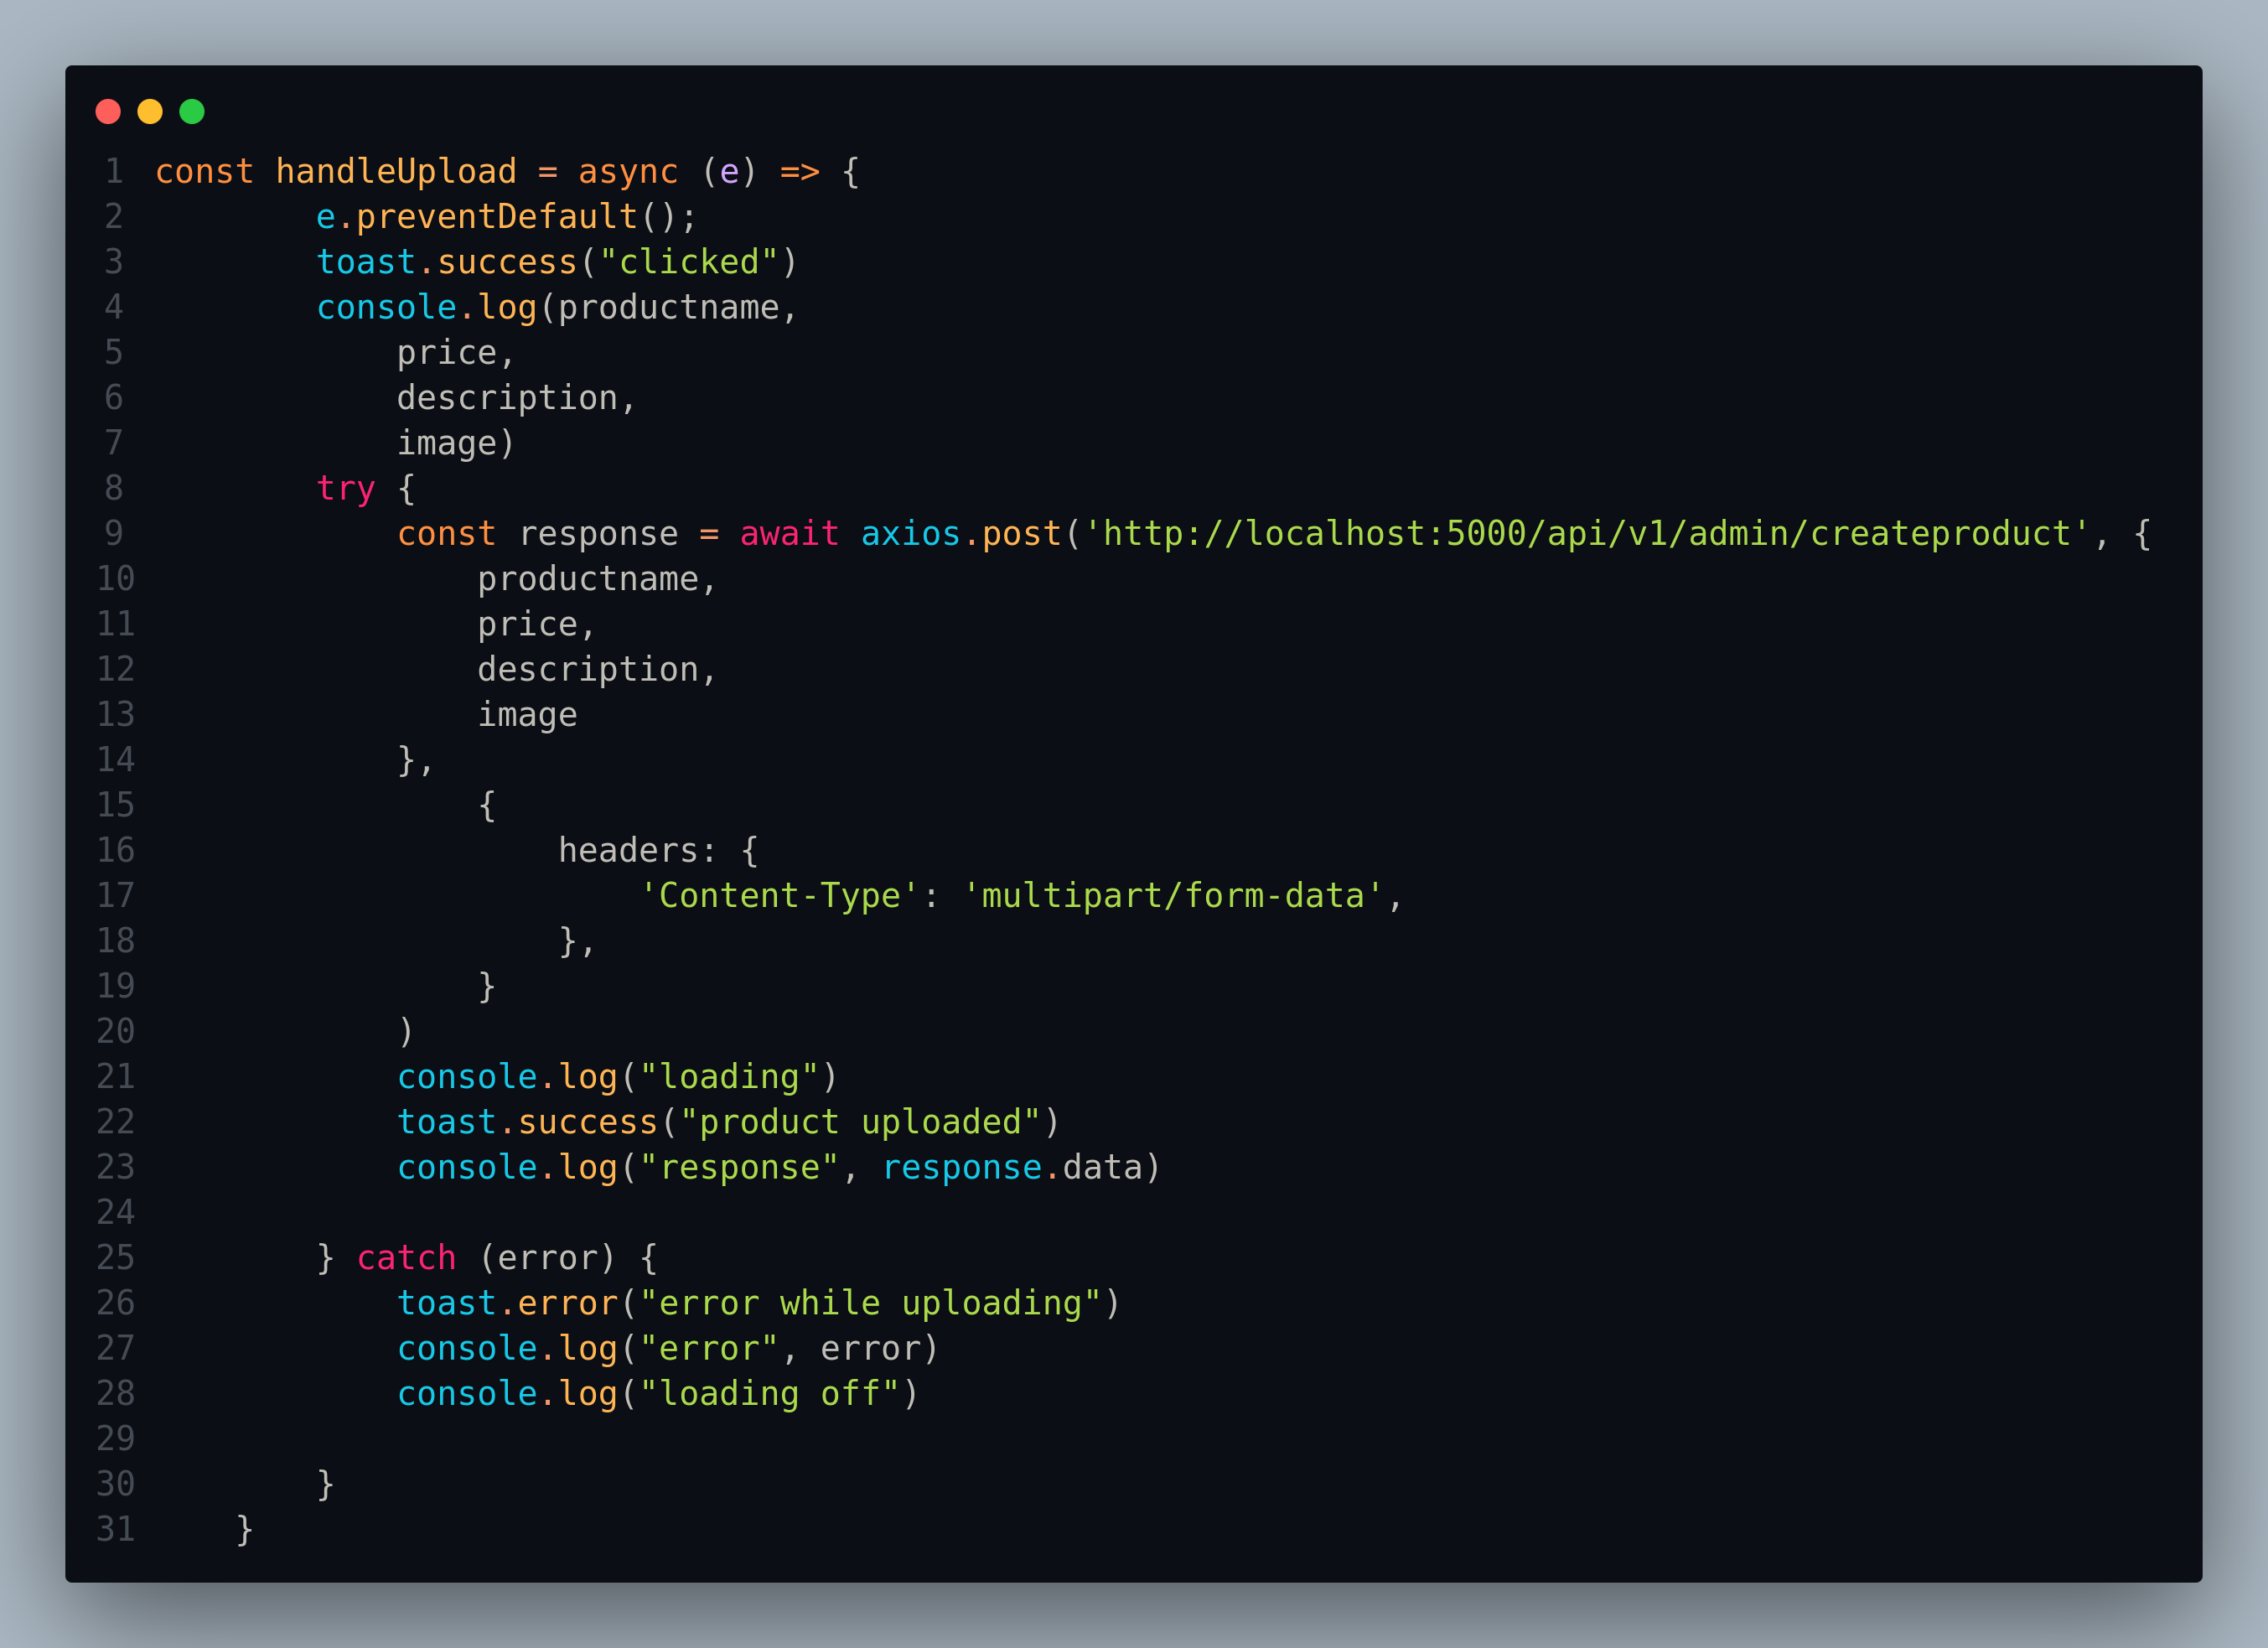 1 const handleUpload = async (e) => {
2         e.preventDefault();
3         toast.success("clicked")
4         console.log(productname,
5             price,
6             description,
7             image)
8         try {
9             const response = await axios.post('http://localhost:5000/api/v1/admin/createproduct', {
10                 productname,
11                 price,
12                 description,
13                 image
14             },
15                 {
16                     headers: {
17                         'Content-Type': 'multipart/form-data',
18                     },
19                 }
20             )
21             console.log("loading")
22             toast.success("product uploaded")
23             console.log("response", response.data)
24
25         } catch (error) {
26             toast.error("error while uploading")
27             console.log("error", error)
28             console.log("loading off")
29
30         }
31     }